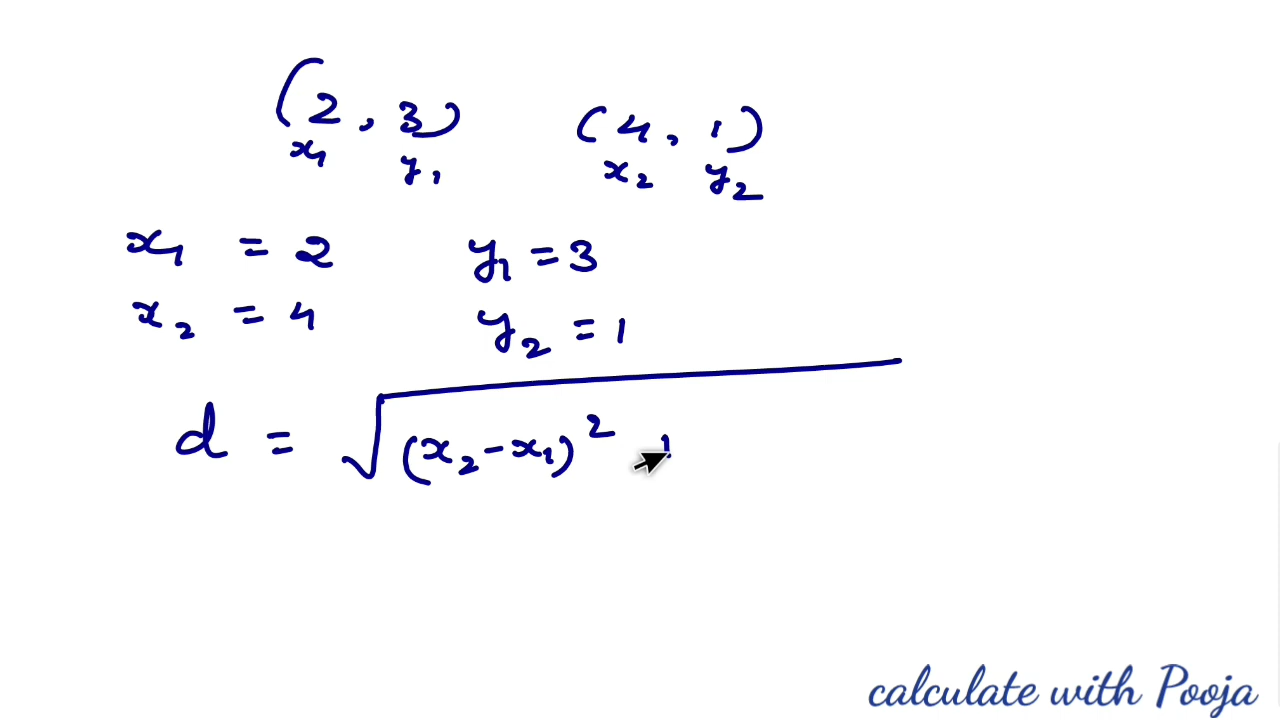 (2, 3) (4, 1)
x₁ y₁ x₂ y₂
x₁ = 2 y₁ = 3
x₂ = 4 y₂ = 1
d = √(x₂ - x₁)²
calculate with Pooja